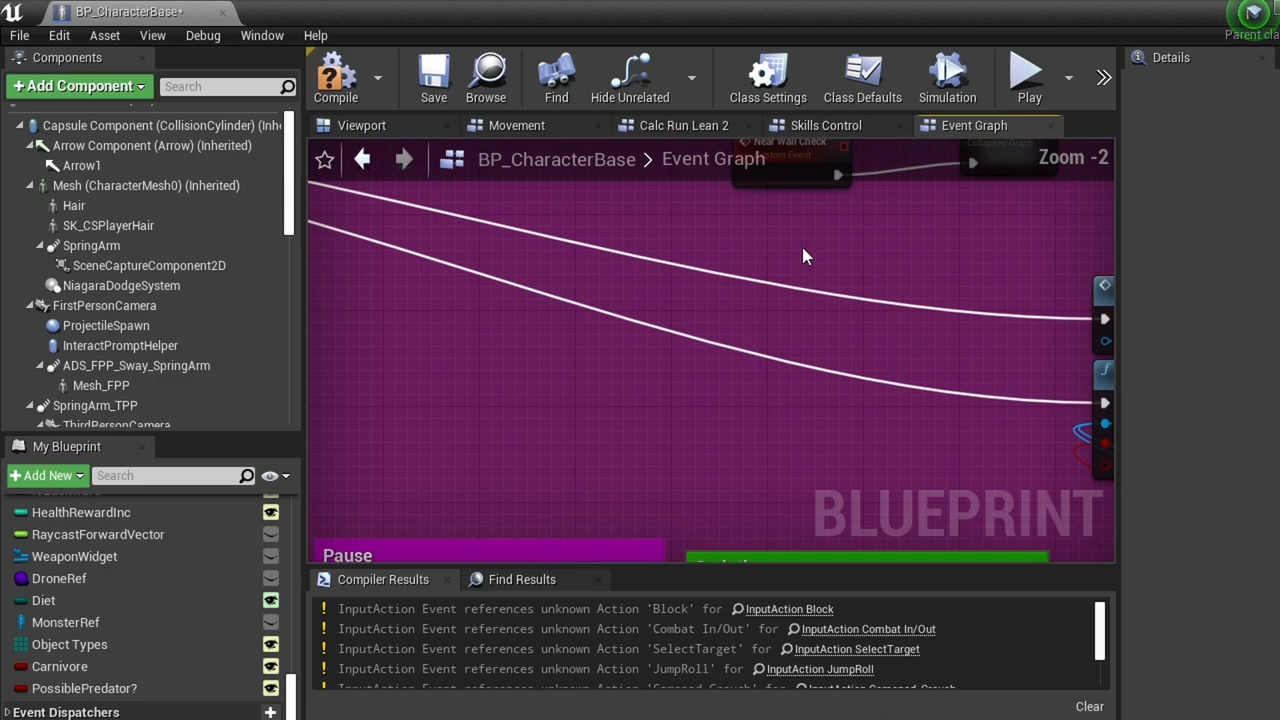 BP_CharacterBase*
Parent cla
File Edit Asset View Debug Window Help
Components
+Add Component
Search
Capsule Component (CollisionCylinder) (Inh
Arrow Component (Arrow) (Inherited)
Arrow1
Mesh (CharacterMesh0) (Inherited)
Hair
SK_CSPlayerHair
SpringArm
SceneCaptureComponent2D
NiagaraDodgeSystem
FirstPersonCamera
ProjectileSpawn
InteractPromptHelper
ADS_FPP_Sway_SpringArm
Mesh_FPP
SpringArm_TPP
ThirdPersonCamera
My Blueprint
+Add New
Search
HealthRewardInc
RaycastForwardVector
WeaponWidget
DroneRef
Diet
MonsterRef
Object Types
Carnivore
PossiblePredator?
Event Dispatchers
Compile Save Browse Find Hide Unrelated Class Settings Class Defaults Simulation Play
Viewport Movement Calc Run Lean 2 Skills Control Event Graph
BP_CharacterBase > Event Graph
Zoom -2
Near Wall Check
Custom Event
Collapsed Graph
BLUEPRINT
Pause
Compiler Results Find Results
InputAction Event references unknown Action 'Block' for InputAction Block
InputAction Event references unknown Action 'Combat In/Out' for InputAction Combat In/Out
InputAction Event references unknown Action 'SelectTarget' for InputAction SelectTarget
InputAction Event references unknown Action 'JumpRoll' for InputAction JumpRoll
Clear
Details